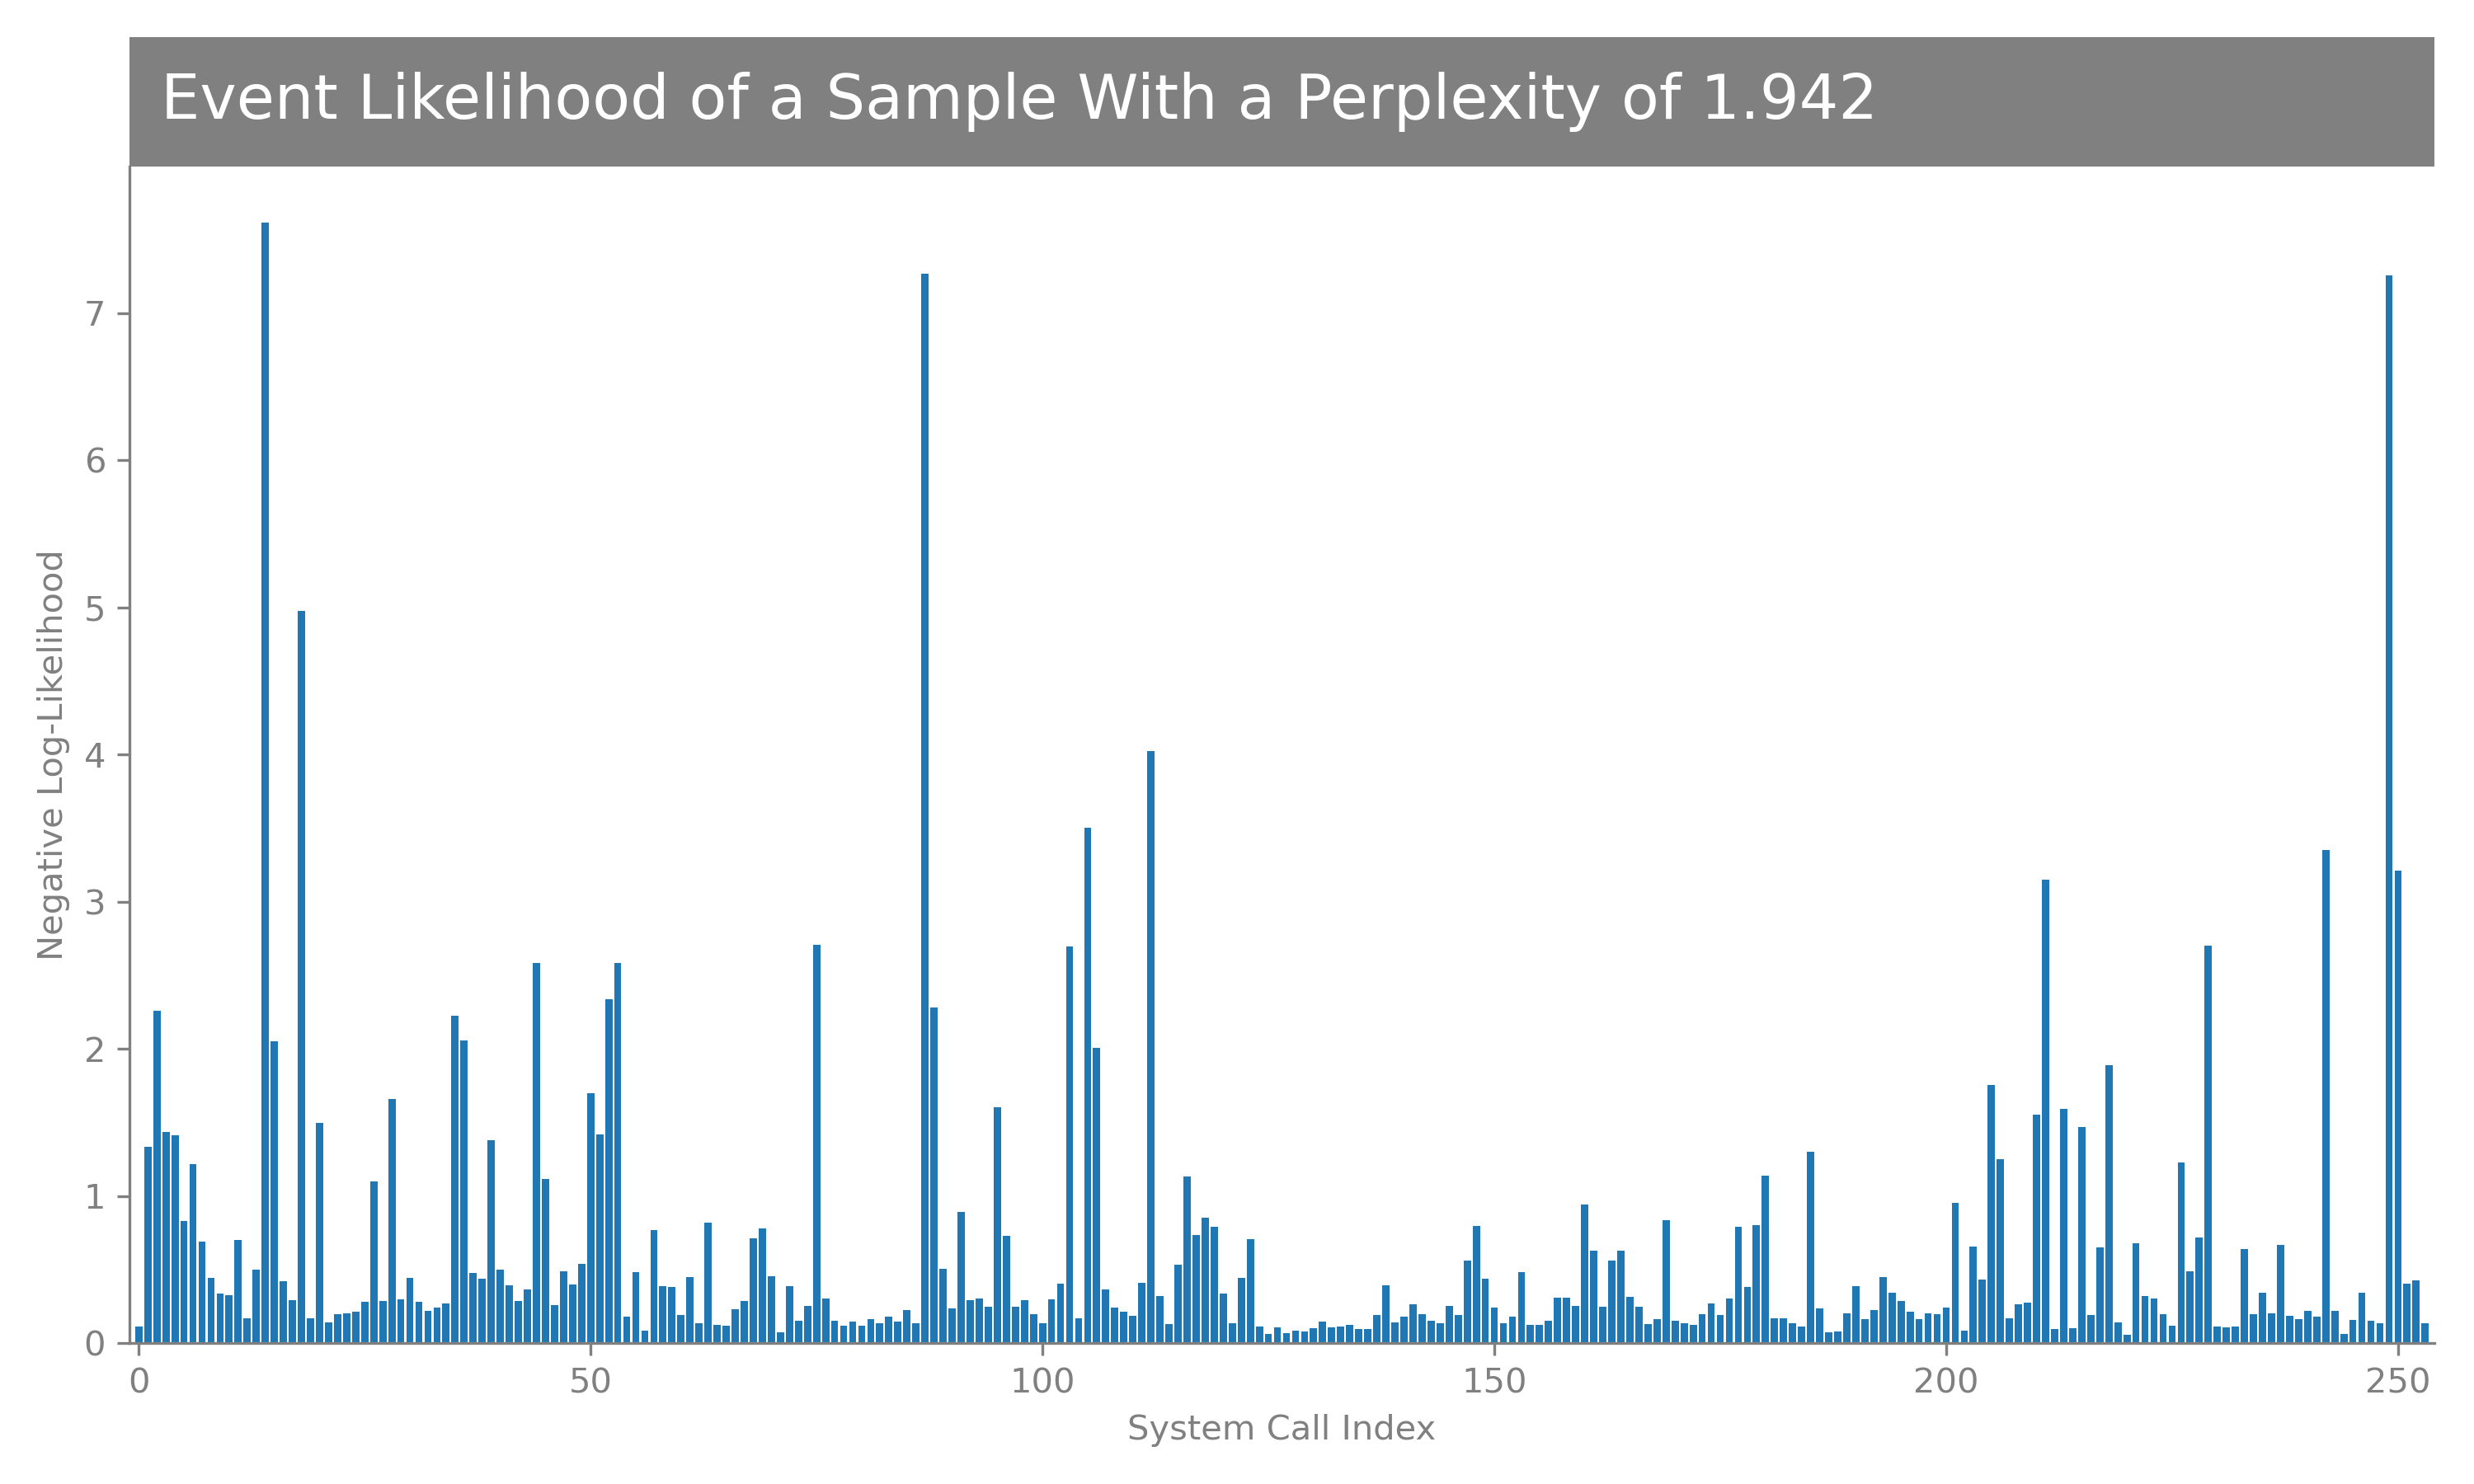 Event Likelihood of a Sample With a Perplexity of 1.942
Negative Log-Likelihood
7
6
5
4
3
2
1
0
0 50 100 150 200 250
System Call Index